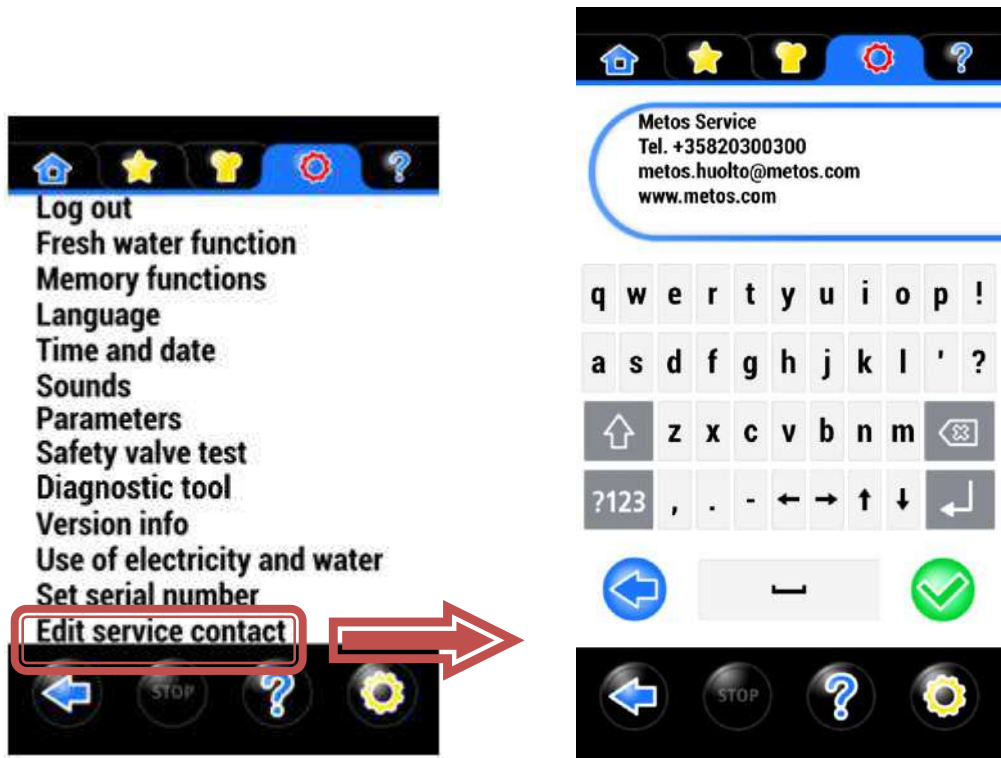 Log out
Fresh water function
Memory functions
Language
Time and date
Sounds
Parameters
Safety valve test
Diagnostic tool
Version info
Use of electricity and water
Set serial number
Edit service contact
STOP ?
?
Metos Service
Tel. +35820300300
metos.huolto@metos.com
www.metos.com
q w e r t y u i o p !
a s d f g h j k l ' ?
z x c v b n m
?123 , . - ← → ↑ ↓
STOP ?